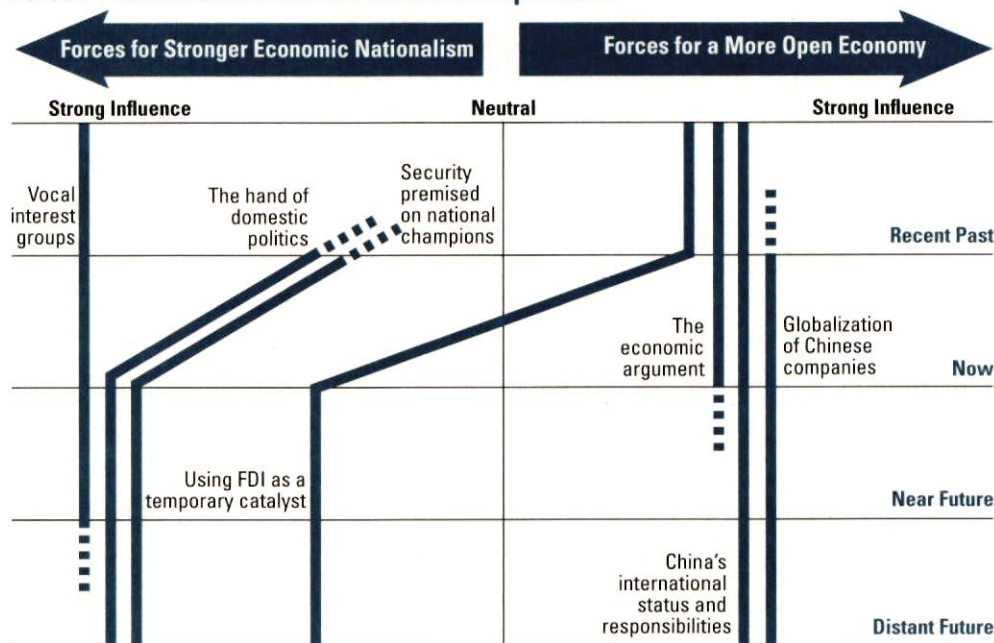 Forces for Stronger Economic Nationalism
Forces for a More Open Economy
Strong Influence
Neutral
Strong Influence
Vocal
interest
groups
The hand of
domestic
politics
Security
premised
on national
champions
Recent Past
The
economic
argument
Globalization
of Chinese
companies
Now
Using FDI as a
temporary catalyst
Near Future
China's
international
status and
responsibilities
Distant Future